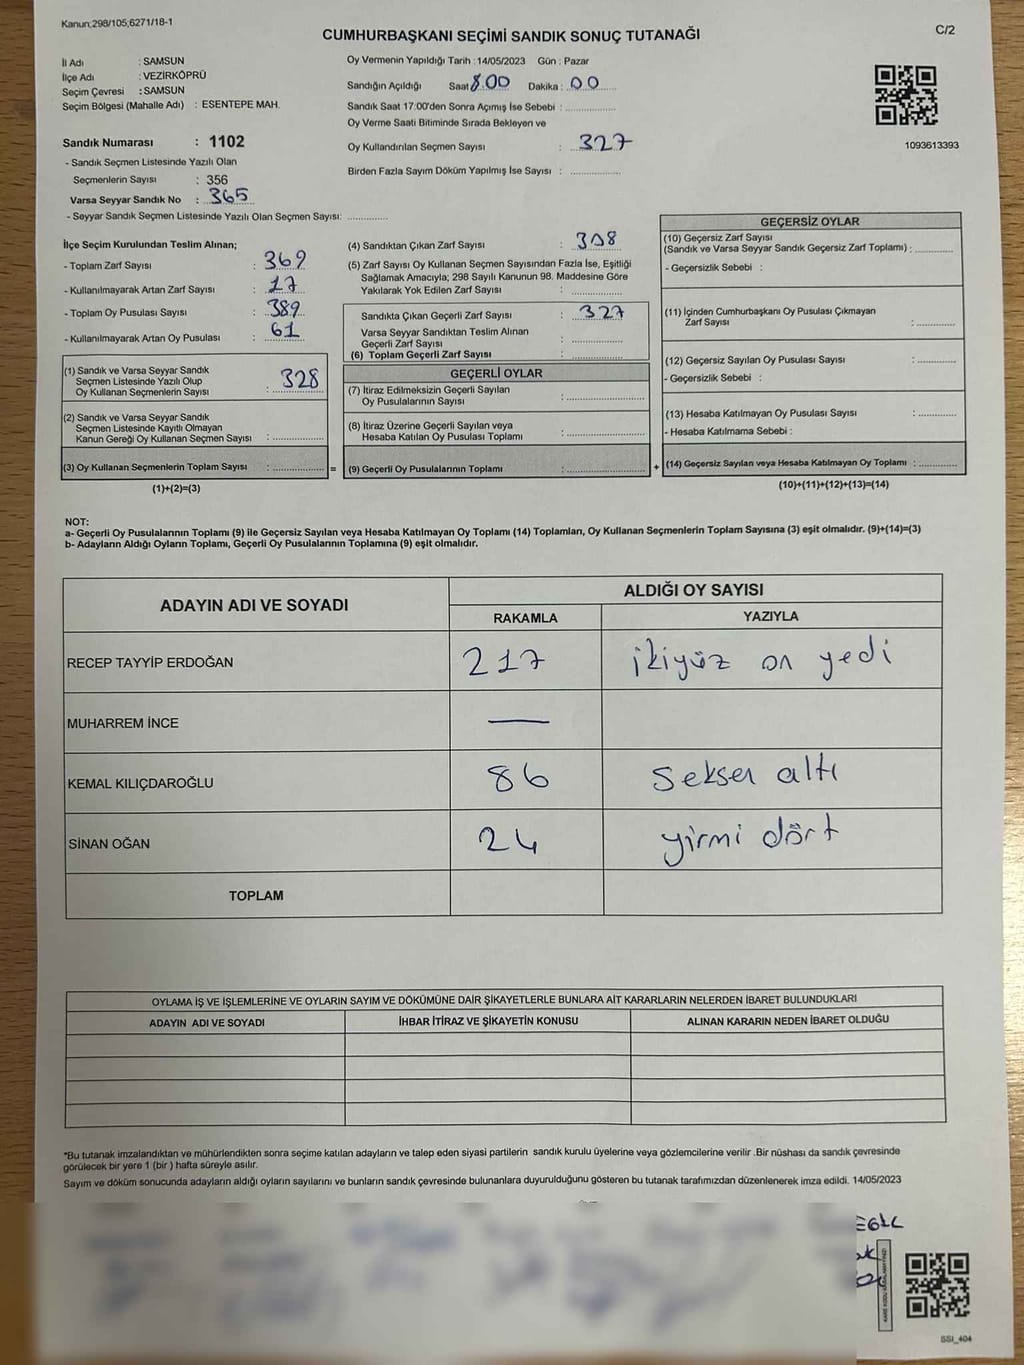 Kanun:298/105;6271/18-1
C/2
CUMHURBAŞKANI SEÇİMİ SANDIK SONUÇ TUTANAĞI
İl Adı : SAMSUN
İlçe Adı : VEZİRKÖPRÜ
Seçim Çevresi : SAMSUN
Seçim Bölgesi (Mahalle Adı) : ESENTEPE MAH.
Sandık Numarası : 1102
- Sandık Seçmen Listesinde Yazılı Olan
Seçmenlerin Sayısı : 356
Varsa Seyyar Sandık No : 365
- Seyyar Sandık Seçmen Listesinde Yazılı Olan Seçmen Sayısı: ............
Oy Vermenin Yapıldığı Tarih : 14/05/2023 Gün : Pazar
Sandığın Açıldığı Saat 8.00 Dakika : 00
Sandık Saat 17:00'den Sonra Açımış İse Sebebi : ............
Oy Verme Saati Bitiminde Sırada Bekleyen ve
Oy Kullandırılan Seçmen Sayısı : 327
Birden Fazla Sayım Döküm Yapılmış İse Sayısı : ............
1093613393
İlçe Seçim Kurulundan Teslim Alınan;
- Toplam Zarf Sayısı : 369
- Kullanılmayarak Artan Zarf Sayısı : 17
- Toplam Oy Pusulası Sayısı : 389
- Kullanılmayarak Artan Oy Pusulası : 61
(1) Sandık ve Varsa Seyyar Sandık
Seçmen Listesinde Yazılı Olup
Oy Kullanan Seçmenlerin Sayısı : 328
(2) Sandık ve Varsa Seyyar Sandık
Seçmen Listesinde Kayıtlı Olmayan
Kanun Gereği Oy Kullanan Seçmen Sayısı : ............
(3) Oy Kullanan Seçmenlerin Toplam Sayısı : ............ =
(1)+(2)=(3)
(4) Sandıktan Çıkan Zarf Sayısı : 308
(5) Zarf Sayısı Oy Kullanan Seçmen Sayısından Fazla İse, Eşitliği
Sağlamak Amacıyla; 298 Sayılı Kanunun 98. Maddesine Göre
Yakılarak Yok Edilen Zarf Sayısı : ............
Sandıkta Çıkan Geçerli Zarf Sayısı : 327
Varsa Seyyar Sandıktan Teslim Alınan
Geçerli Zarf Sayısı : ............
(6) Toplam Geçerli Zarf Sayısı : ............
GEÇERLİ OYLAR
(7) İtiraz Edilmeksizin Geçerli Sayılan
Oy Pusulalarının Sayısı : ............
(8) İtiraz Üzerine Geçerli Sayılan veya
Hesaba Katılan Oy Pusulası Toplamı : ............
(9) Geçerli Oy Pusulalarının Toplamı : ............ +
GEÇERSİZ OYLAR
(10) Geçersiz Zarf Sayısı
(Sandık ve Varsa Seyyar Sandık Geçersiz Zarf Toplamı) : ............
- Geçersizlik Sebebi :
(11) İçinden Cumhurbaşkanı Oy Pusulası Çıkmayan
Zarf Sayısı : ............
(12) Geçersiz Sayılan Oy Pusulası Sayısı : ............
- Geçersizlik Sebebi :
(13) Hesaba Katılmayan Oy Pusulası Sayısı : ............
- Hesaba Katılmama Sebebi :
(14) Geçersiz Sayılan veya Hesaba Katılmayan Oy Toplamı : ............
(10)+(11)+(12)+(13)=(14)
NOT:
a- Geçerli Oy Pusulalarının Toplamı (9) ile Geçersiz Sayılan veya Hesaba Katılmayan Oy Toplamı (14) Toplamları, Oy Kullanan Seçmenlerin Toplam Sayısına (3) eşit olmalıdır. (9)+(14)=(3)
b- Adayların Aldığı Oyların Toplamı, Geçerli Oy Pusulalarının Toplamına (9) eşit olmalıdır.
ADAYIN ADI VE SOYADI ALDIĞI OY SAYISI
RAKAMLA YAZIYLA
RECEP TAYYİP ERDOĞAN 217 ikiyüz on yedi
MUHARREM İNCE —
KEMAL KILIÇDAROĞLU 86 Seksen altı
SİNAN OĞAN 24 yirmi dört
TOPLAM
OYLAMA İŞ VE İŞLEMLERİNE VE OYLARIN SAYIM VE DÖKÜMÜNE DAİR ŞİKAYETLERLE BUNLARA AİT KARARLARIN NELERDEN İBARET BULUNDUKLARI
ADAYIN ADI VE SOYADI İHBAR İTİRAZ VE ŞİKAYETİN KONUSU ALINAN KARARIN NEDEN İBARET OLDUĞU
*Bu tutanak imzalandıktan ve mühürlendikten sonra seçime katılan adayların ve talep eden siyasi partilerin sandık kurulu üyelerine veya gözlemcilerine verilir .Bir nüshası da sandık çevresinde
görülecek bir yere 1 (bir ) hafta süreyle asılır.
Sayım ve döküm sonucunda adayların aldığı oyların sayılarını ve bunların sandık çevresinde bulunanlara duyurulduğunu gösteren bu tutanak tarafımızdan düzenlenerek imza edildi. 14/05/2023
SSI_404